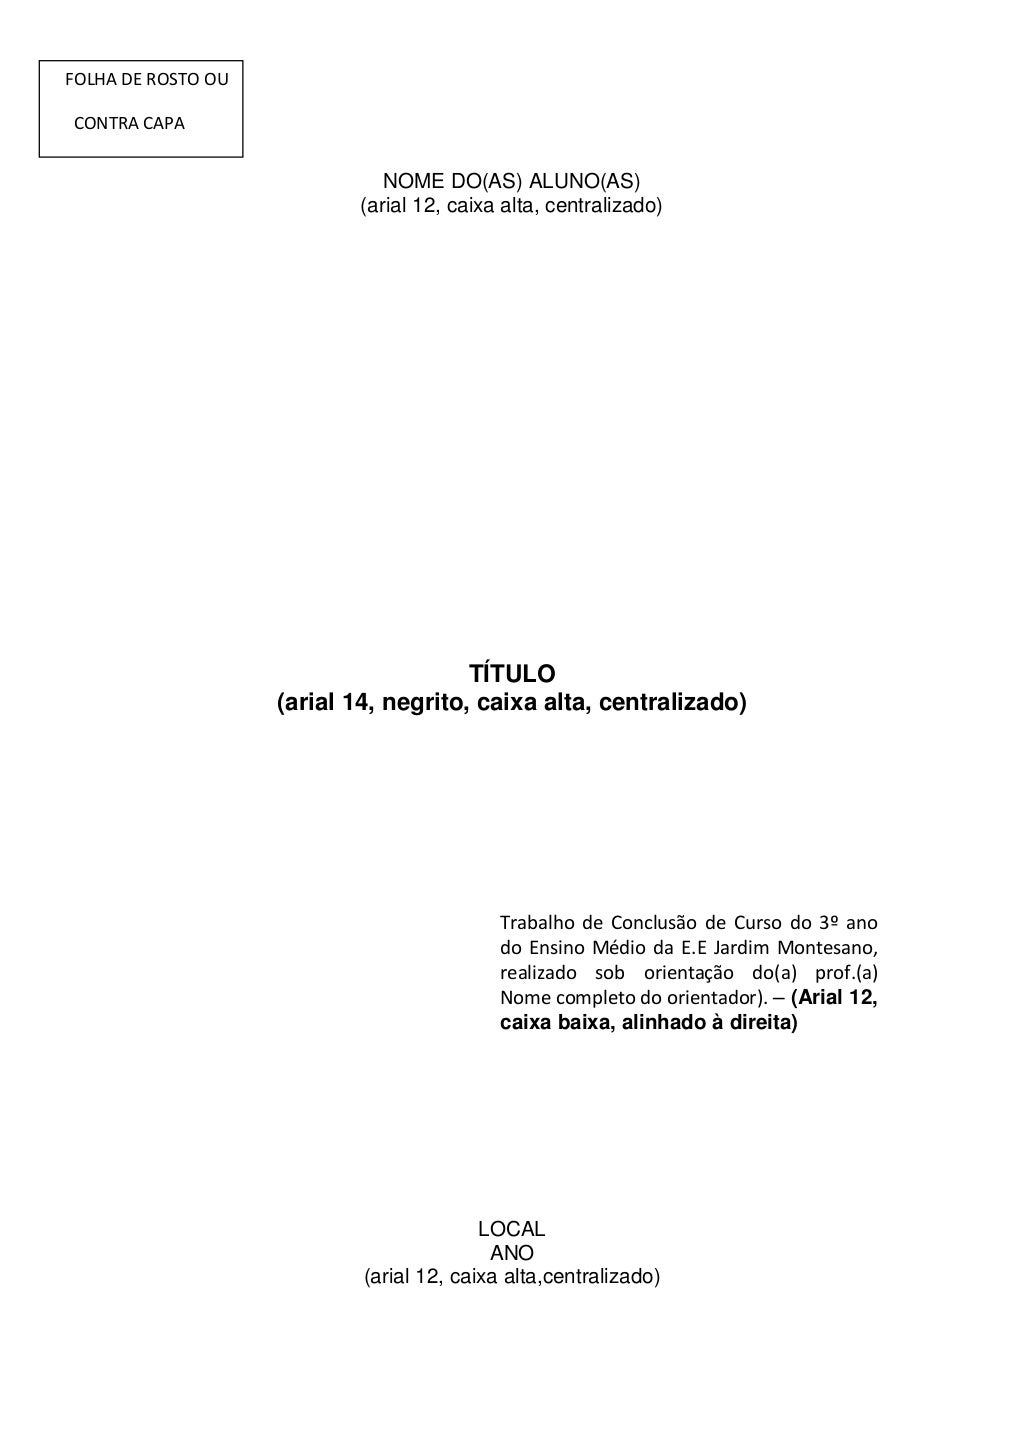 FOLHA DE ROSTO OU
CONTRA CAPA
NOME DO(AS) ALUNO(AS)
(arial 12, caixa alta, centralizado)
TÍTULO
(arial 14, negrito, caixa alta, centralizado)
Trabalho de Conclusão de Curso do 3º ano
do Ensino Médio da E.E Jardim Montesano,
realizado sob orientação do(a) prof.(a)
Nome completo do orientador). – (Arial 12,
caixa baixa, alinhado à direita)
LOCAL
ANO
(arial 12, caixa alta,centralizado)